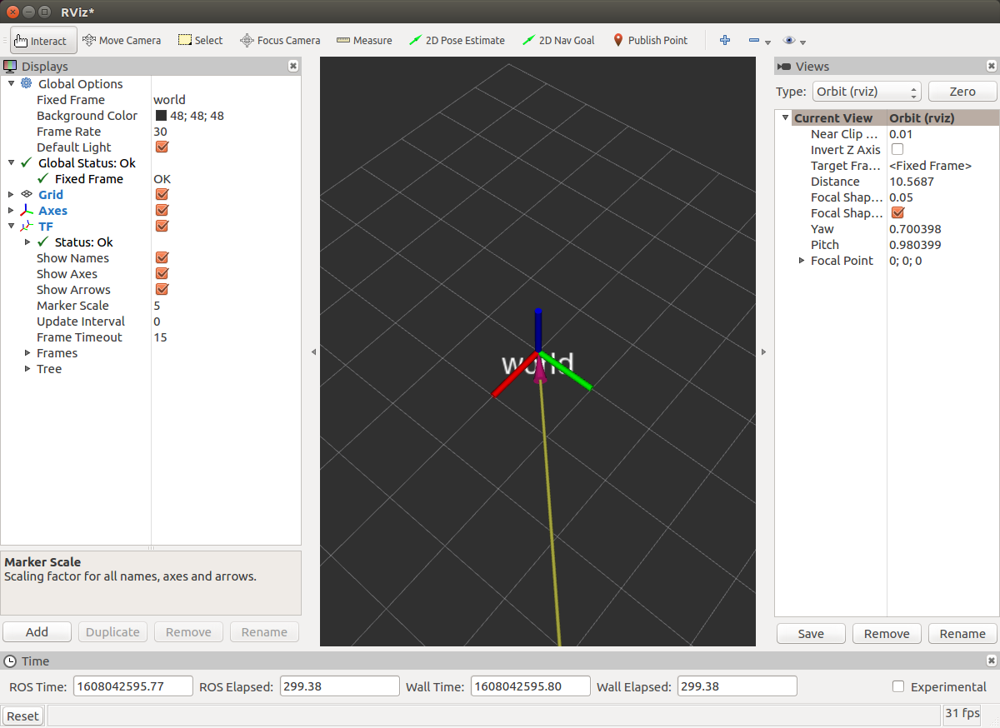 RViz*
Interact Move Camera Select Focus Camera Measure 2D Pose Estimate 2D Nav Goal Publish Point
Displays
Global Options
Fixed Frame world
Background Color 48; 48; 48
Frame Rate 30
Default Light
Global Status: Ok
Fixed Frame OK
Grid
Axes
TF
Status: Ok
Show Names
Show Axes
Show Arrows
Marker Scale 5
Update Interval 0
Frame Timeout 15
Frames
Tree
Marker Scale
Scaling factor for all names, axes and arrows.
Add Duplicate Remove Rename
world
Views
Type: Orbit (rviz) Zero
Current View Orbit (rviz)
Near Clip ... 0.01
Invert Z Axis
Target Fra... <Fixed Frame>
Distance 10.5687
Focal Shap... 0.05
Focal Shap...
Yaw 0.700398
Pitch 0.980399
Focal Point 0; 0; 0
Save Remove Rename
Time
ROS Time: 1608042595.77 ROS Elapsed: 299.38 Wall Time: 1608042595.80 Wall Elapsed: 299.38 Experimental
Reset 31 fps